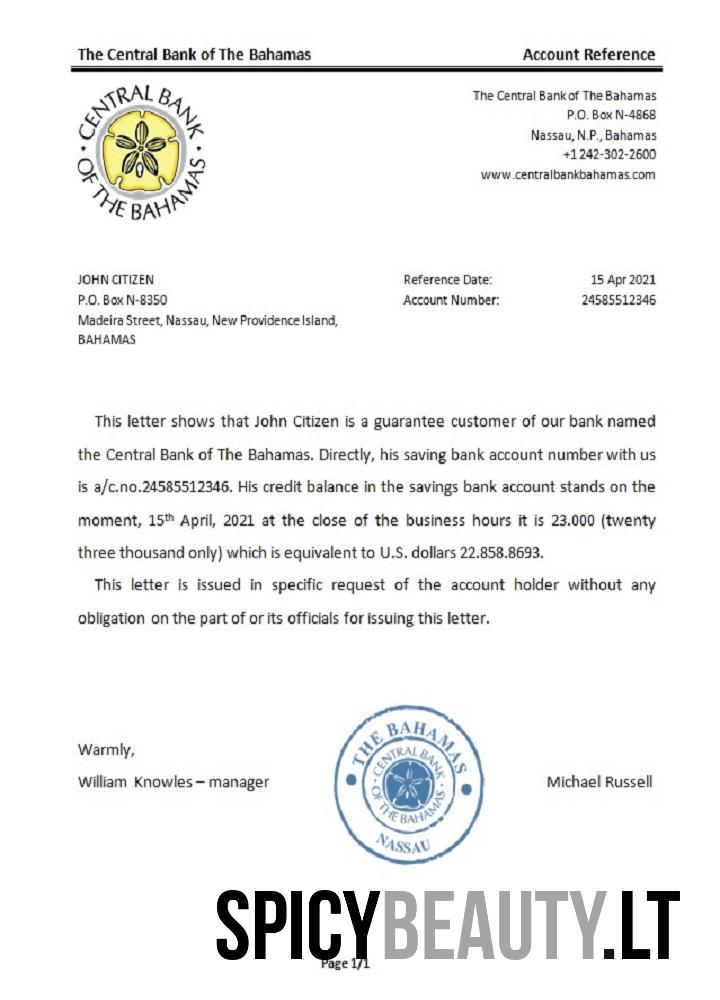 The Central Bank of The Bahamas Account Reference
CENTRAL BANK OF THE BAHAMAS
The Central Bank of The Bahamas
P.O. Box N-4868
Nassau, N.P., Bahamas
+1 242-302-2600
www.centralbankbahamas.com
JOHN CITIZEN
P.O. Box N-8350
Madeira Street, Nassau, New Providence Island,
BAHAMAS
Reference Date: 15 Apr 2021
Account Number: 24585512346
This letter shows that John Citizen is a guarantee customer of our bank named
the Central Bank of The Bahamas. Directly, his saving bank account number with us
is a/c.no.24585512346. His credit balance in the savings bank account stands on the
moment, 15th April, 2021 at the close of the business hours it is 23.000 (twenty
three thousand only) which is equivalent to U.S. dollars 22.858.8693.
This letter is issued in specific request of the account holder without any
obligation on the part of or its officials for issuing this letter.
Warmly,
William Knowles – manager
THE BAHAMAS
CENTRAL BANK OF THE BAHAMAS
NASSAU
Michael Russell
SPICYBEAUTY.LT
Page 1/1